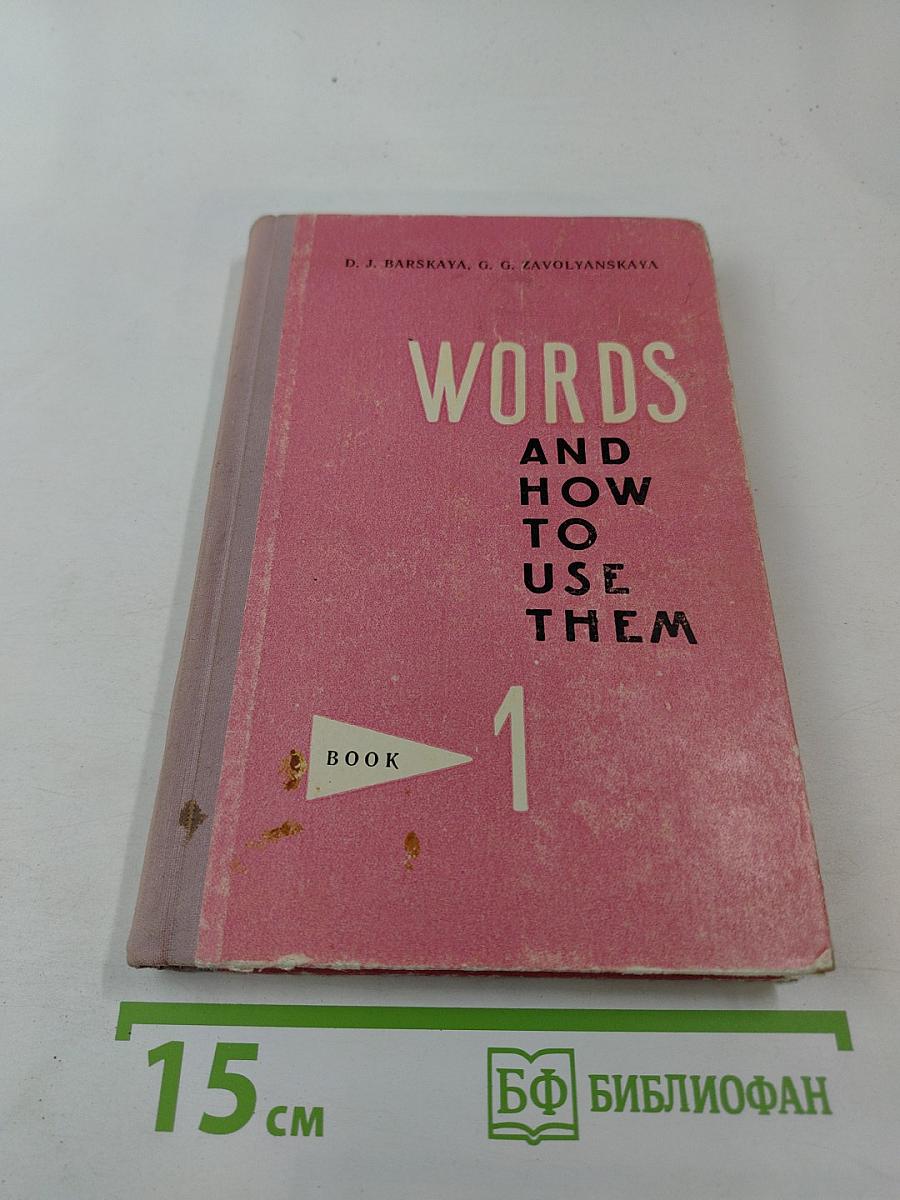 D. J. BARSKAYA, G. G. ZAVOLYANSKAYA
WORDS
AND
HOW
TO
USE
THEM
BOOK 1
15 см
БФ БИБЛИОФАН